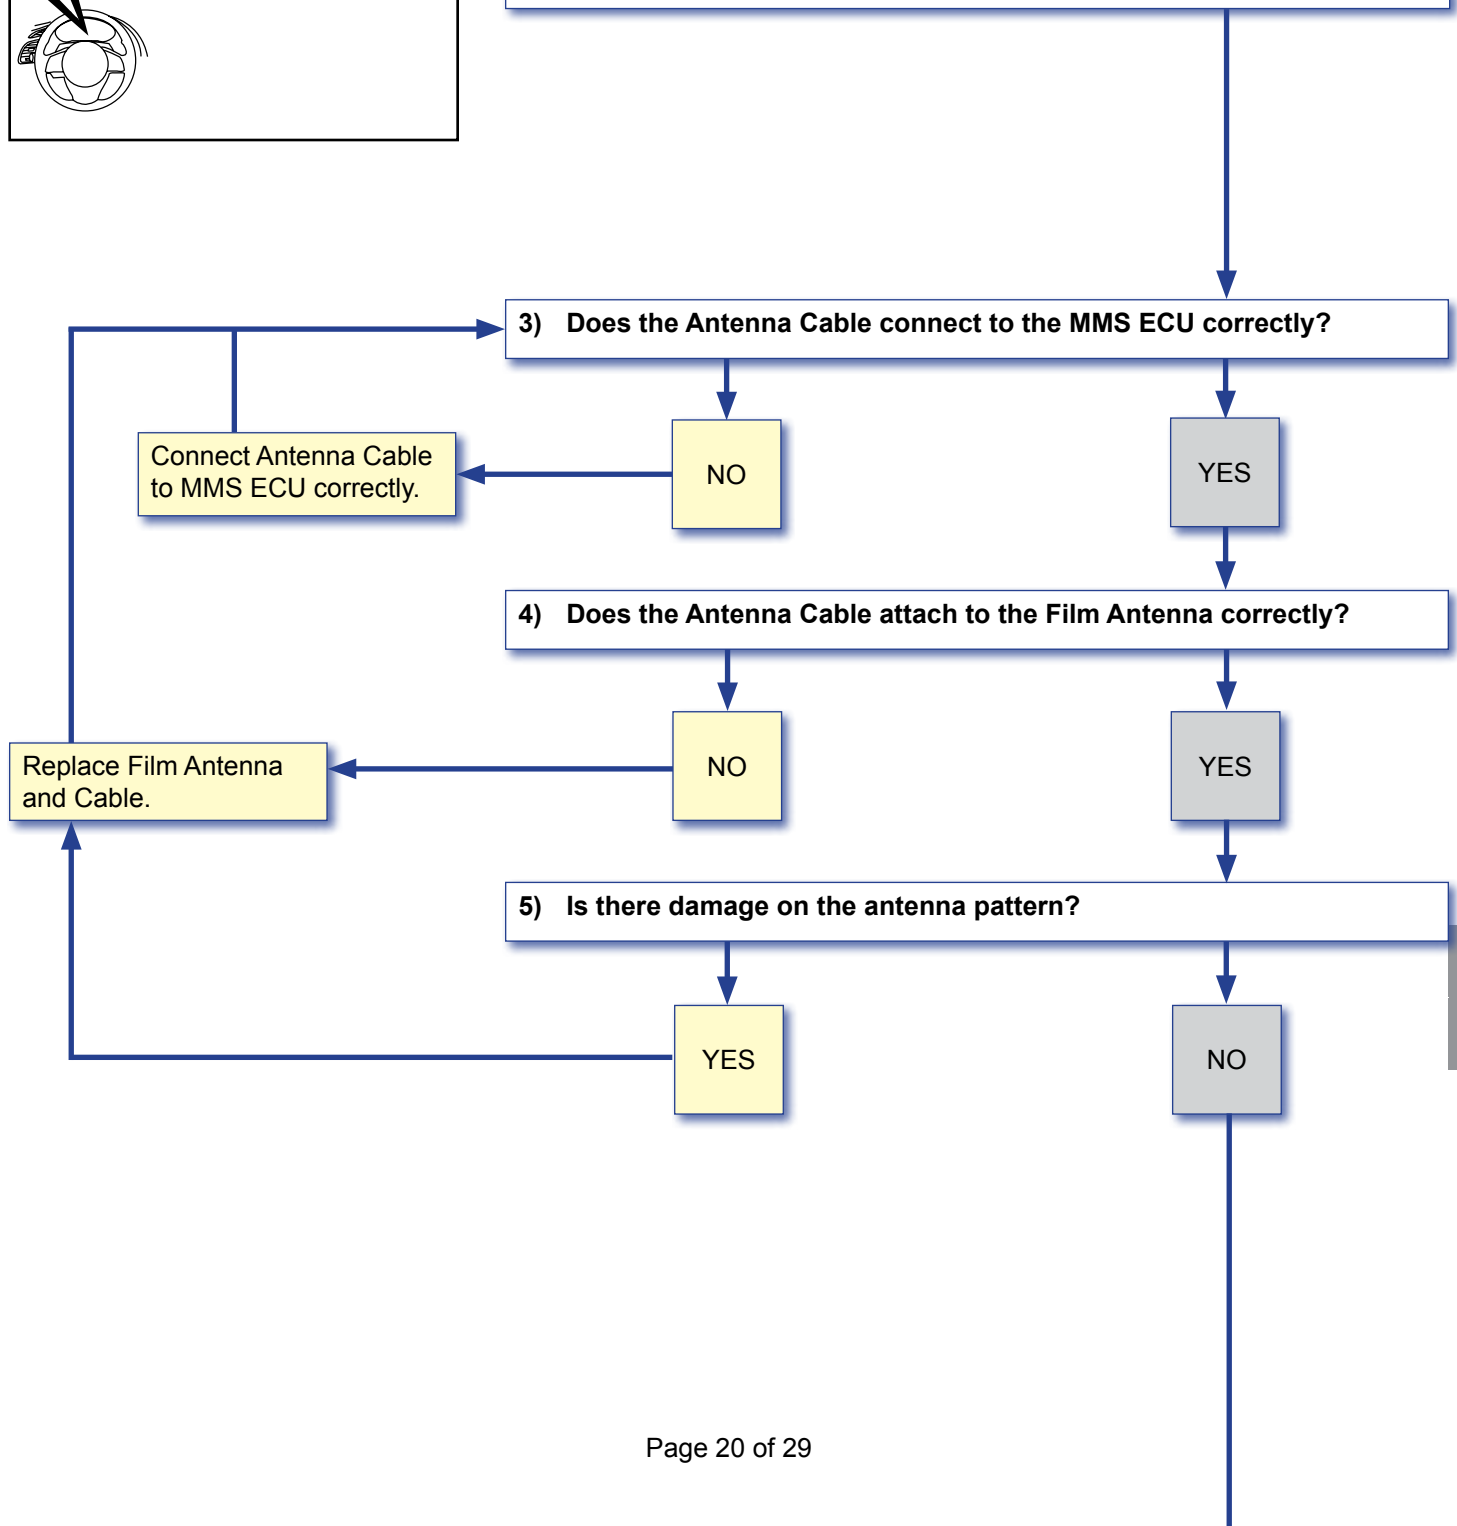 3) Does the Antenna Cable connect to the MMS ECU correctly?
Connect Antenna Cable
to MMS ECU correctly.
NO
YES
4) Does the Antenna Cable attach to the Film Antenna correctly?
Replace Film Antenna
and Cable.
NO
YES
5) Is there damage on the antenna pattern?
YES
NO
Page 20 of 29